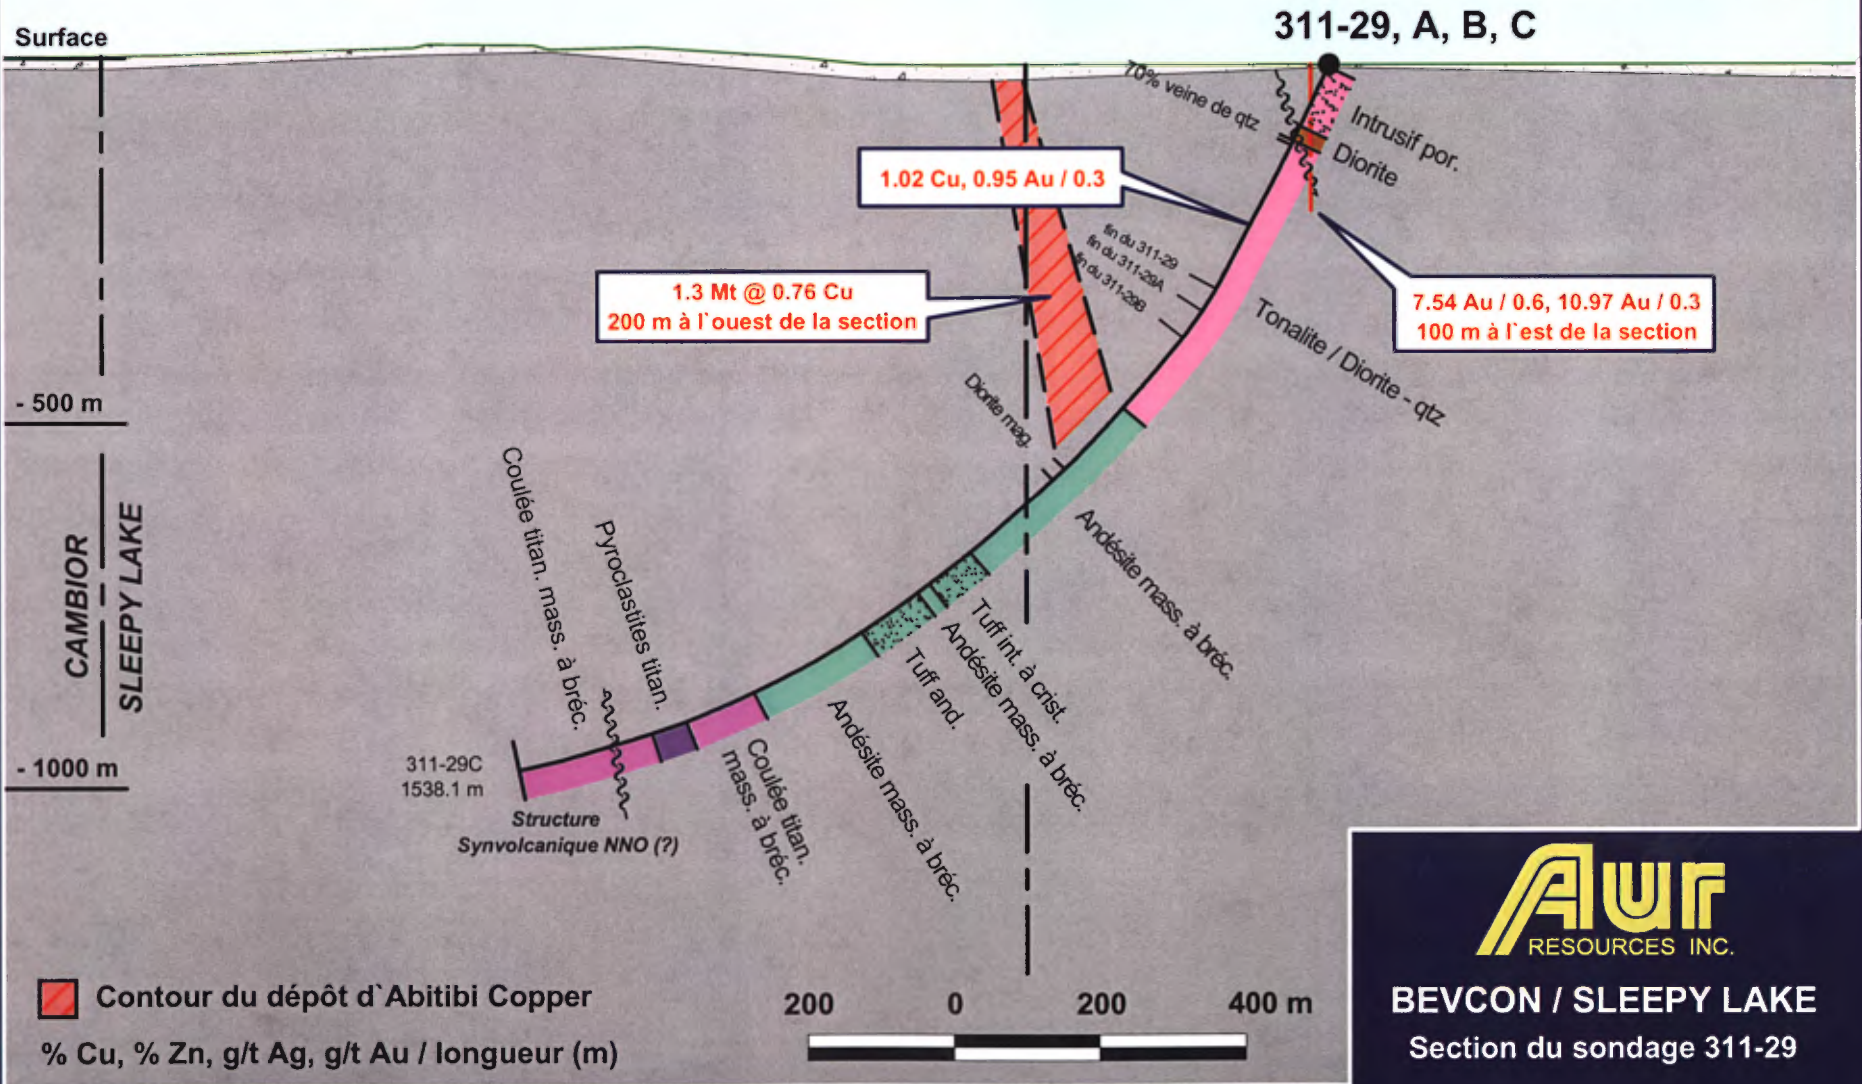 311-29, A, B, C
Surface
70% veine de qtz
Intrusif por.
Diorite
1.02 Cu, 0.95 Au / 0.3
fin du 311-29
fin du 311-29A
fin du 311-29B
1.3 Mt @ 0.76 Cu
200 m à l`ouest de la section
7.54 Au / 0.6, 10.97 Au / 0.3
100 m à l`est de la section
Tonalite / Diorite - qtz
Diorite mag.
- 500 m
CAMBIOR
SLEEPY LAKE
Coulée titan. mass. à bréc.
Pyroclastites titan.
Andésite mass. à bréc.
Tuff int. à crist.
Andésite mass. à bréc.
Tuff and.
Andésite mass. à bréc.
Coulée titan.
mass. à bréc.
- 1000 m
311-29C
1538.1 m
Structure
Synvolcanique NNO (?)
Contour du dépôt d`Abitibi Copper
% Cu, % Zn, g/t Ag, g/t Au / longueur (m)
200 0 200 400 m
Aur
RESOURCES INC.
BEVCON / SLEEPY LAKE
Section du sondage 311-29